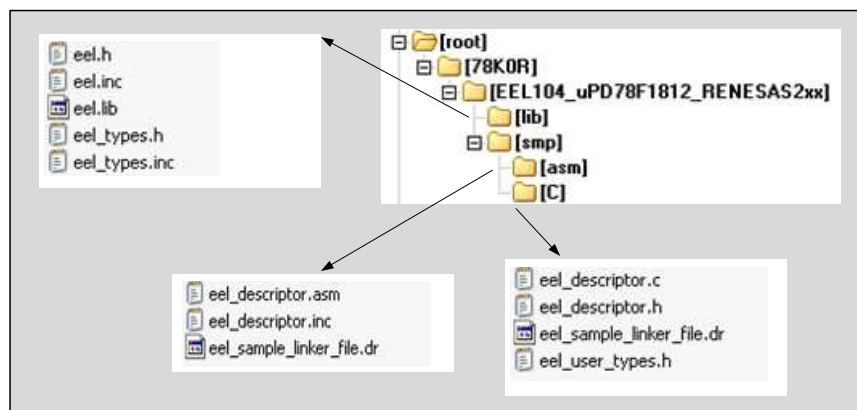 eel.h
eel.inc
eel.lib
eel_types.h
eel_types.inc
[root]
[78K0R]
[EEL104_uPD78F1812_RENESAS2xx]
[lib]
[smp]
[asm]
[C]
eel_descriptor.asm
eel_descriptor.inc
eel_sample_linker_file.dr
eel_descriptor.c
eel_descriptor.h
eel_sample_linker_file.dr
eel_user_types.h